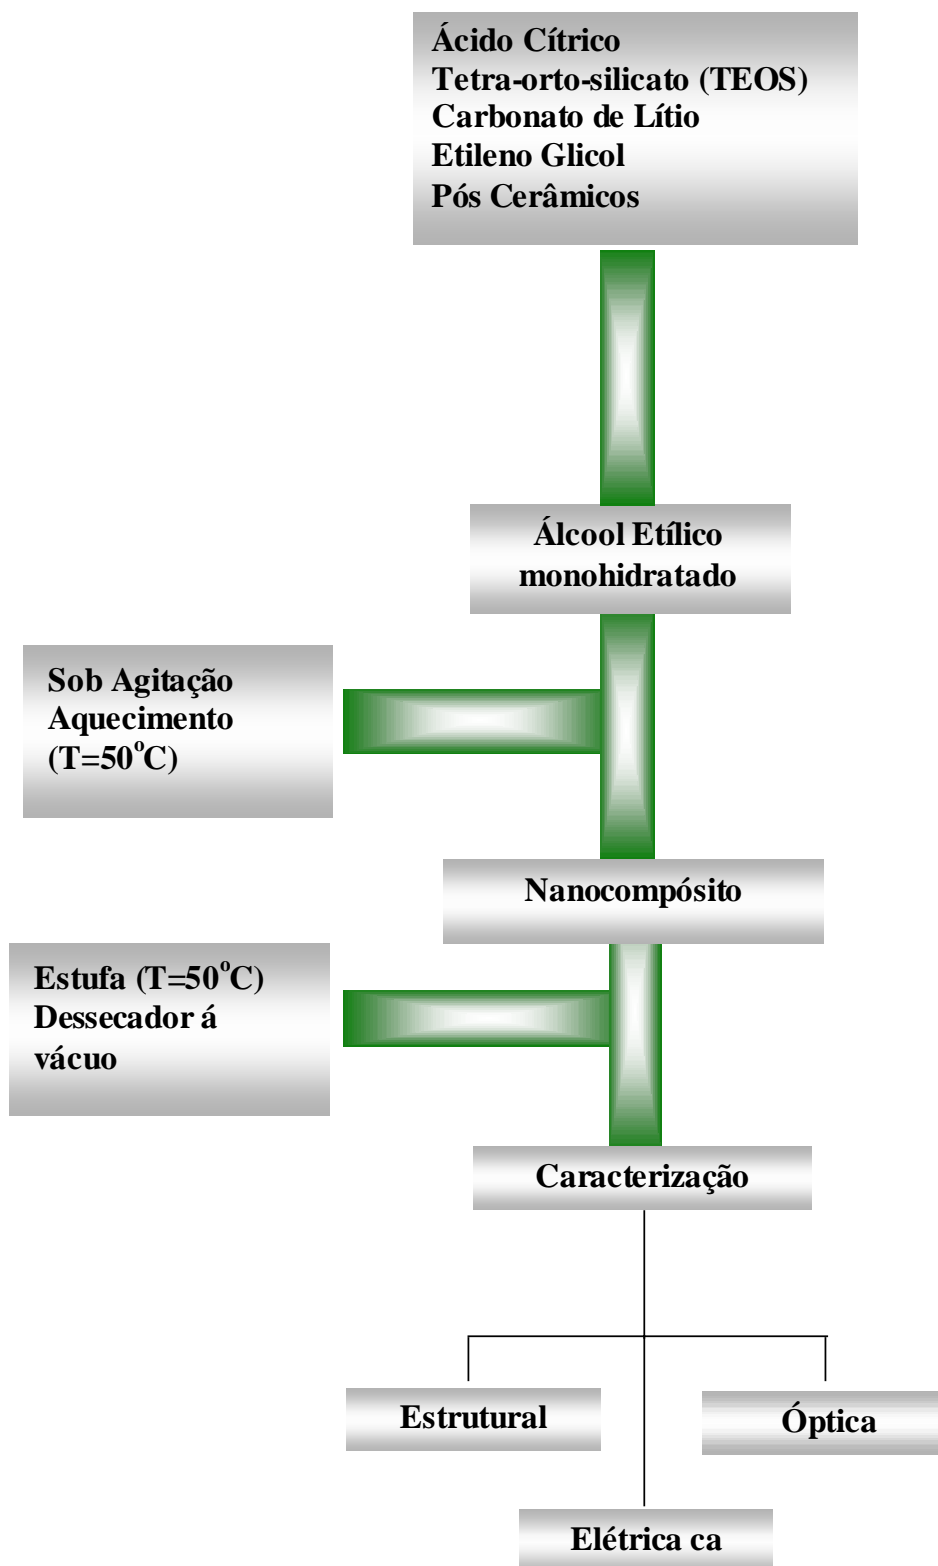 Ácido Cítrico
Tetra-orto-silicato (TEOS)
Carbonato de Lítio
Etileno Glicol
Pós Cerâmicos
Álcool Etílico
monohidratado
Sob Agitação
Aquecimento
(T=50°C)
Nanocompósito
Estufa (T=50°C)
Dessecador á
vácuo
Caracterização
Estrutural
Óptica
Elétrica ca